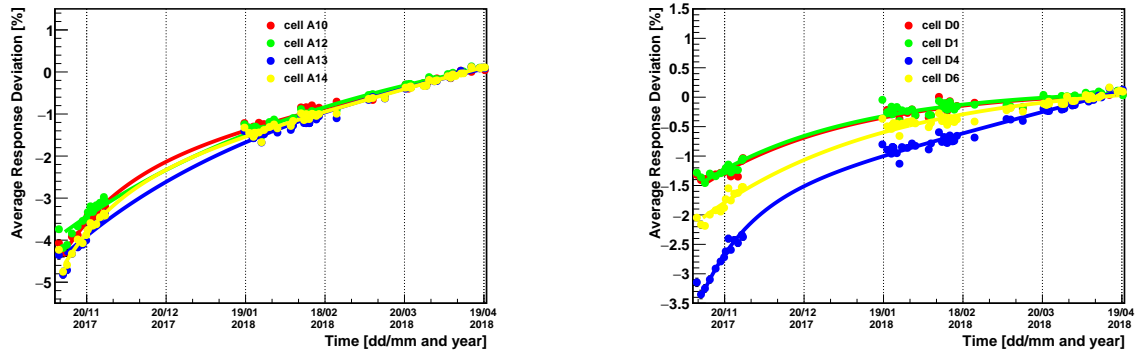 Average Response Deviation [%]
1
0
−1
−2
−3
−4
−5
cell A10
cell A12
cell A13
cell A14
20/11 2017
20/12 2017
19/01 2018
18/02 2018
20/03 2018
19/04 2018
Time [dd/mm and year]
Average Response Deviation [%]
1.5
1
0.5
0
−0.5
−1
−1.5
−2
−2.5
−3
−3.5
cell D0
cell D1
cell D4
cell D6
20/11 2017
20/12 2017
19/01 2018
18/02 2018
20/03 2018
19/04 2018
Time [dd/mm and year]